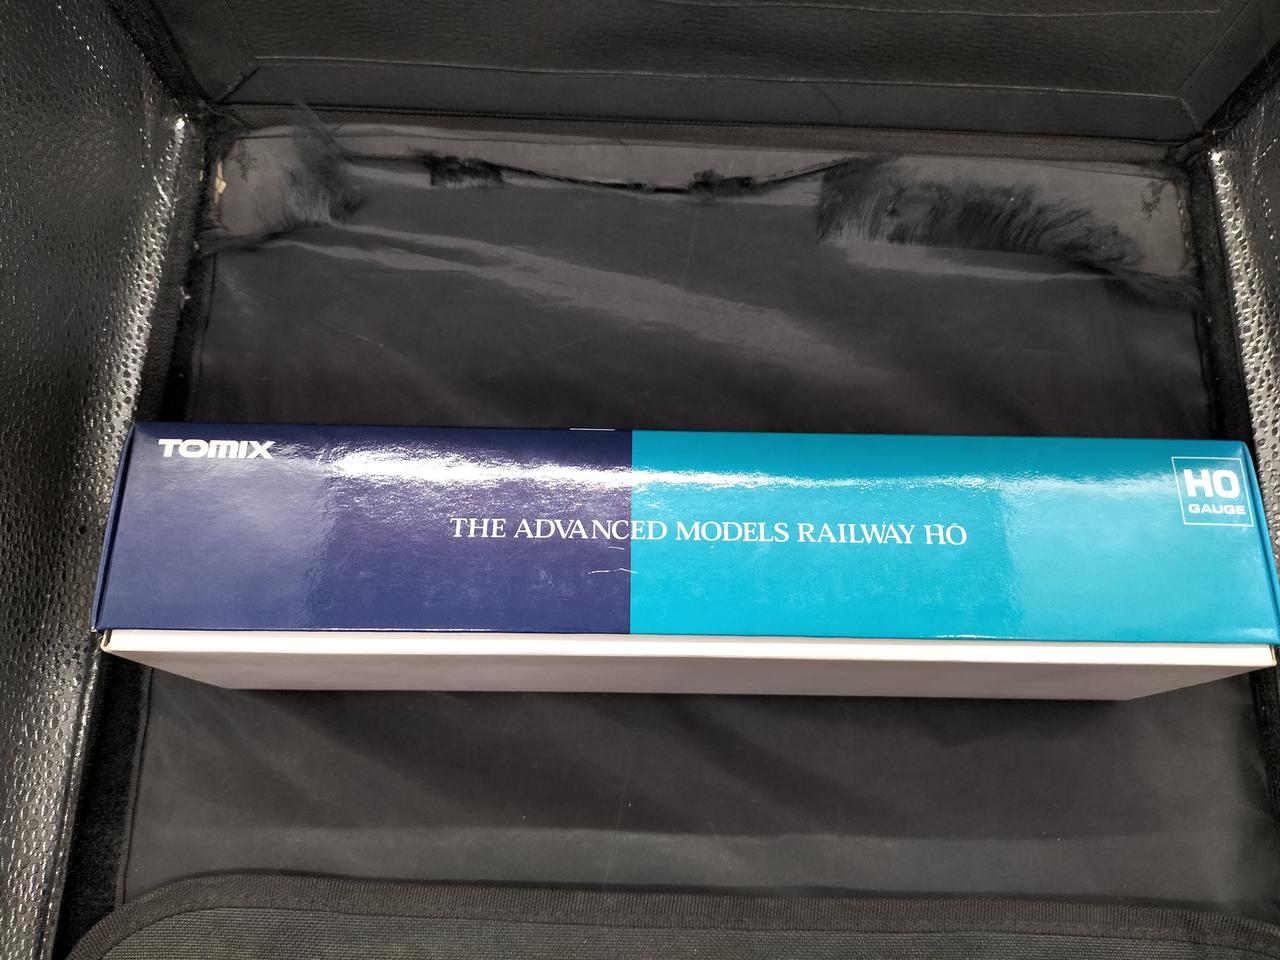 TOMIX
HO
GAUGE
THE ADVANCED MODELS RAILWAY HO